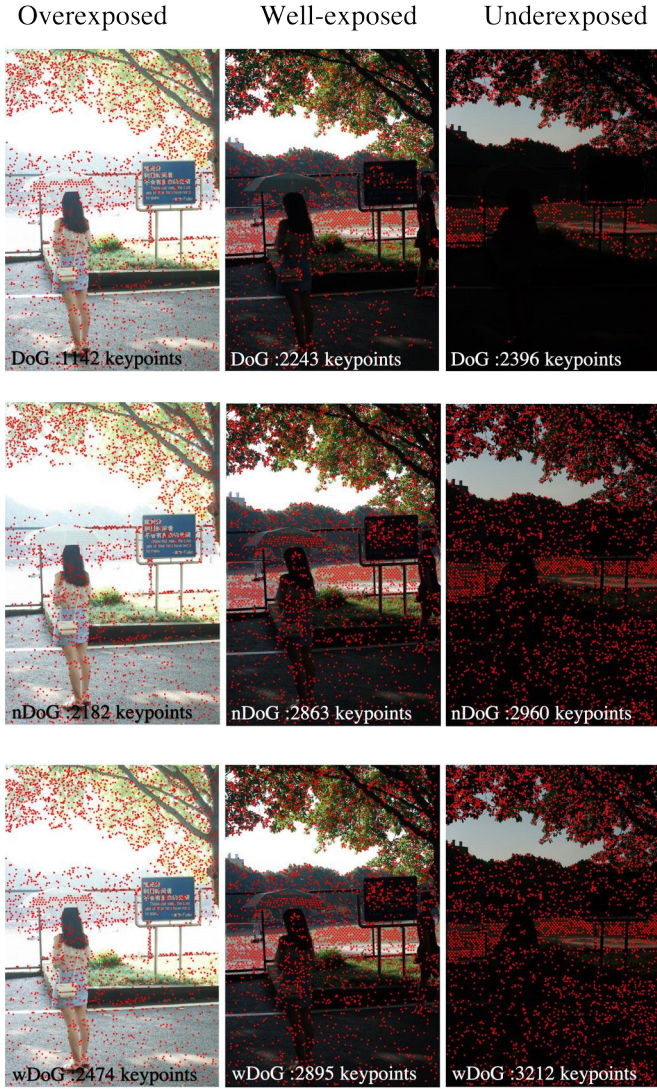 Overexposed Well-exposed Underexposed
DoG :1142 keypoints DoG :2243 keypoints DoG :2396 keypoints
nDoG :2182 keypoints nDoG :2863 keypoints nDoG :2960 keypoints
wDoG :2474 keypoints wDoG :2895 keypoints wDoG :3212 keypoints